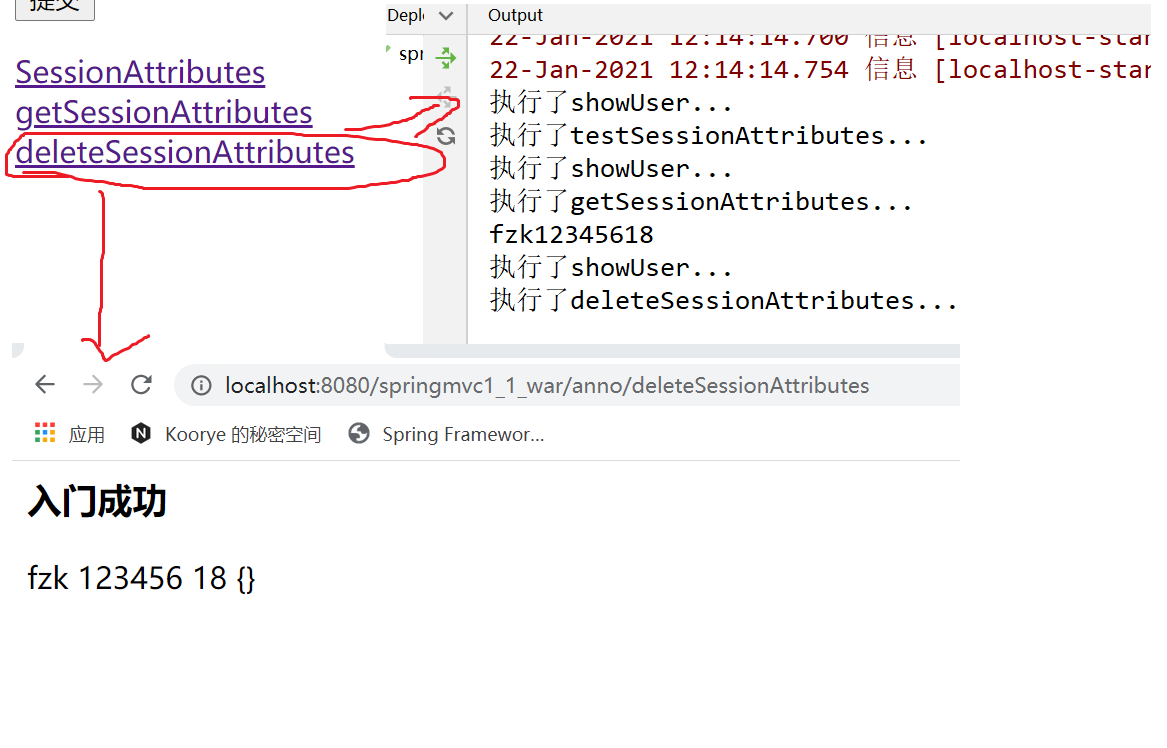 提交
SessionAttributes
getSessionAttributes
deleteSessionAttributes
Depl
Output
spr
22-Jan-2021 12:14:14.700 信息 [localhost-star
22-Jan-2021 12:14:14.754 信息 [localhost-star
执行了showUser...
执行了testSessionAttributes...
执行了showUser...
执行了getSessionAttributes...
fzk12345618
执行了showUser...
执行了deleteSessionAttributes...
localhost:8080/springmvc1_1_war/anno/deleteSessionAttributes
应用
Koorye 的秘密空间
Spring Framewor...
入门成功
fzk 123456 18 {}